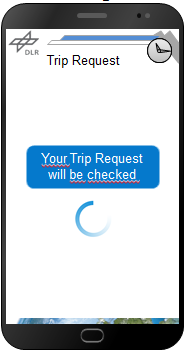 DLR
Trip Request
Your Trip Request
will be checked